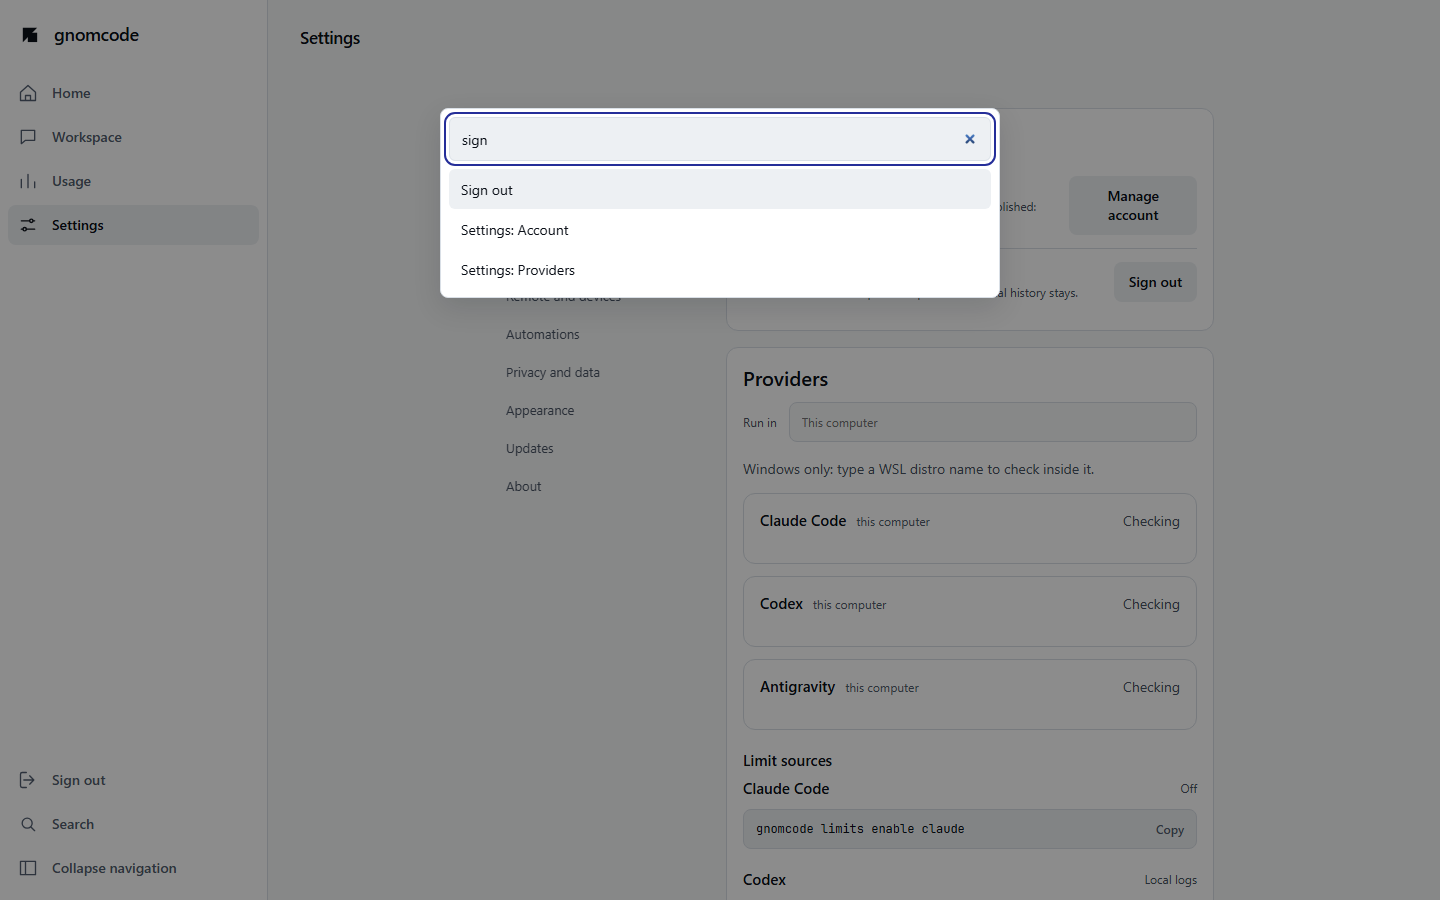 gnomcode
Home
Workspace
Usage
Settings
Sign out
Search
Collapse navigation
Settings
sign
Sign out
Settings: Account
Settings: Providers
Automations
Privacy and data
Appearance
Updates
About
Manage
account
history stays.
Sign out
Providers
Run in This computer
Windows only: type a WSL distro name to check inside it.
Claude Code this computer Checking
Codex this computer Checking
Antigravity this computer Checking
Limit sources
Claude Code Off
gnomcode limits enable claude Copy
Codex Local logs